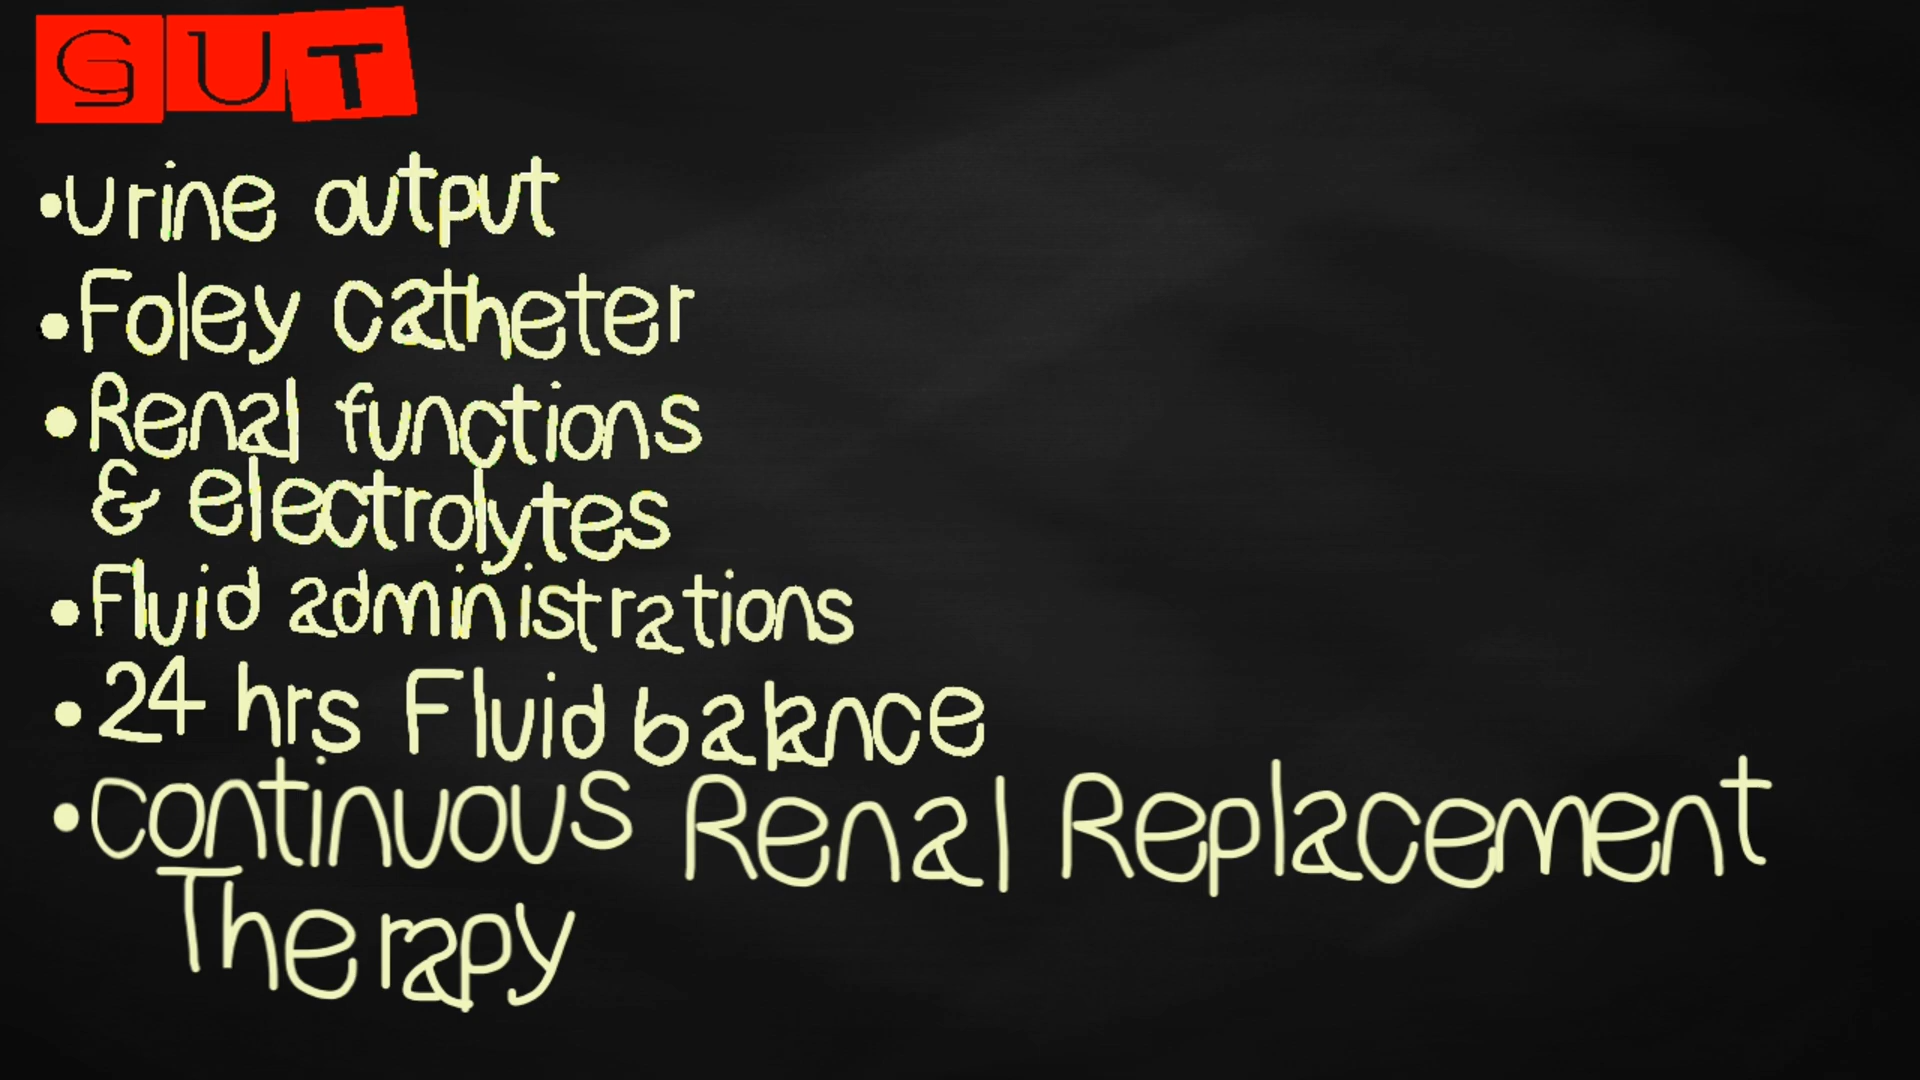 GUT
•urine output
•Foley catheter
•Renal functions
& electrolytes
•Fluid administrations
•24 hrs Fluid balance
•continuous Renal Replacement
Therapy